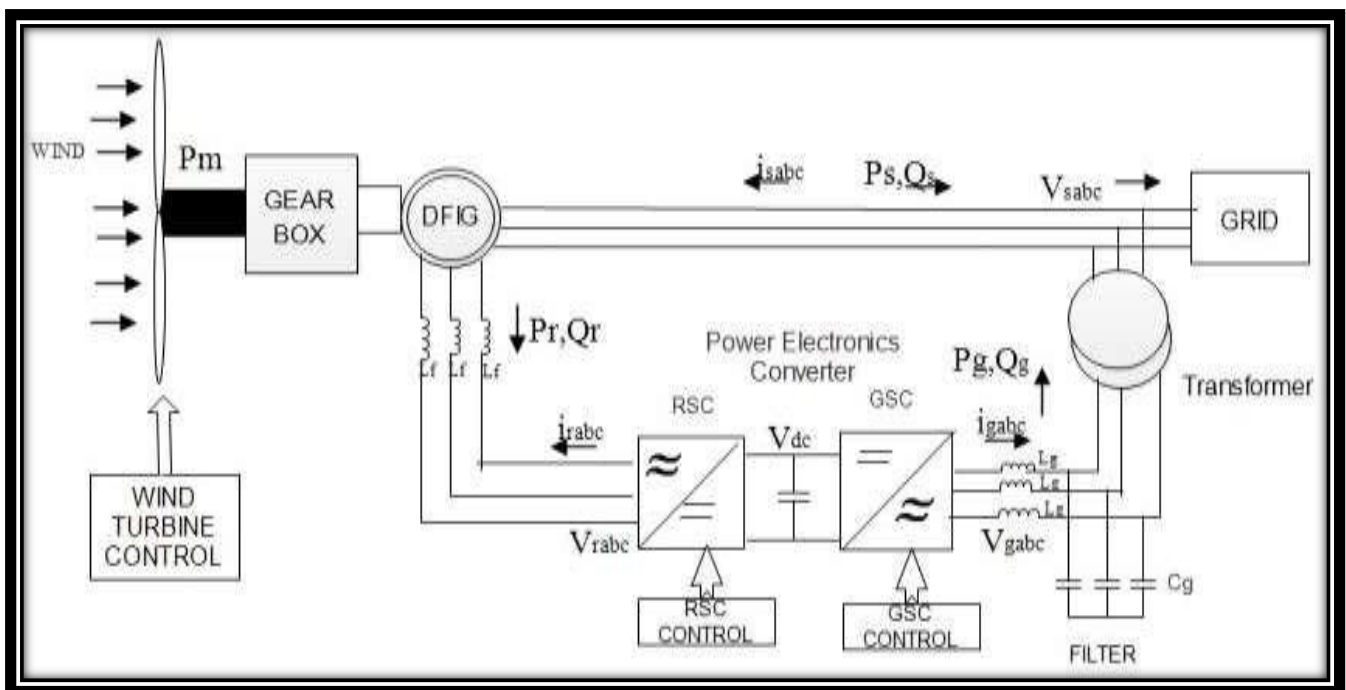 WIND
Pm
GEAR
BOX
DFIG
isabc
Ps,Qs
Vsabc
GRID
Pr,Qr
Lf
Lf
Lf
Power Electronics
Converter
Pg,Qg
Transformer
RSC
GSC
irabc
Vdc
igabc
Lg
Lg
Lg
WIND
TURBINE
CONTROL
Vrabc
Vgabc
Cg
RSC
CONTROL
GSC
CONTROL
FILTER